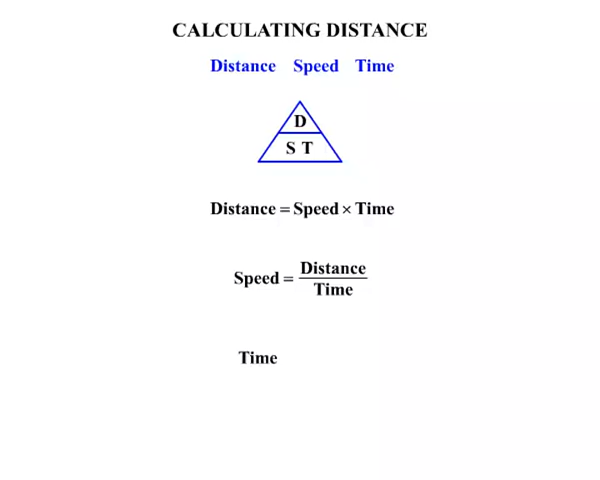 CALCULATING DISTANCE
Distance Speed Time
D
S T
Distance = Speed × Time
Speed = Distance
Time
Time